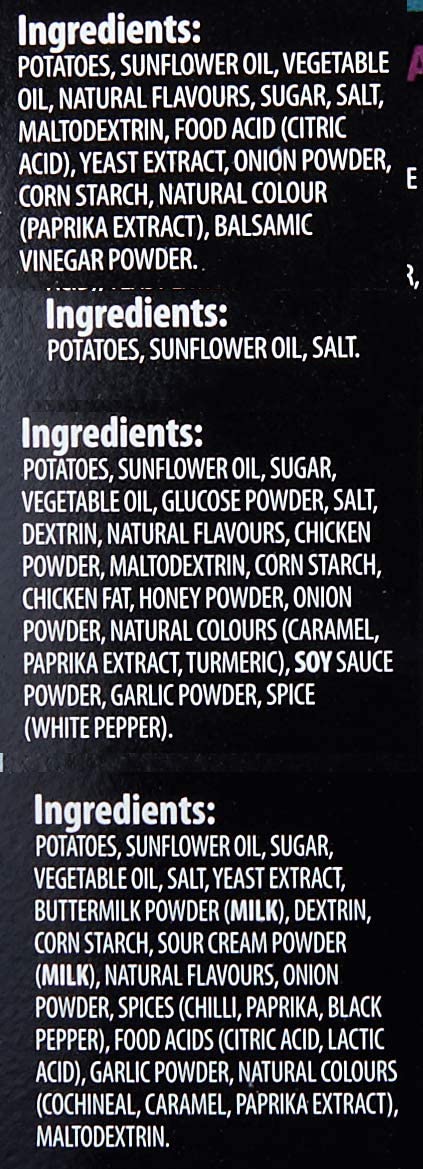 Ingredients:
POTATOES, SUNFLOWER OIL, VEGETABLE
OIL, NATURAL FLAVOURS, SUGAR, SALT,
MALTODEXTRIN, FOOD ACID (CITRIC
ACID), YEAST EXTRACT, ONION POWDER,
CORN STARCH, NATURAL COLOUR
(PAPRIKA EXTRACT), BALSAMIC
VINEGAR POWDER.
Ingredients:
POTATOES, SUNFLOWER OIL, SALT.
Ingredients:
POTATOES, SUNFLOWER OIL, SUGAR,
VEGETABLE OIL, GLUCOSE POWDER, SALT,
DEXTRIN, NATURAL FLAVOURS, CHICKEN
POWDER, MALTODEXTRIN, CORN STARCH,
CHICKEN FAT, HONEY POWDER, ONION
POWDER, NATURAL COLOURS (CARAMEL,
PAPRIKA EXTRACT, TURMERIC), SOY SAUCE
POWDER, GARLIC POWDER, SPICE
(WHITE PEPPER).
Ingredients:
POTATOES, SUNFLOWER OIL, SUGAR,
VEGETABLE OIL, SALT, YEAST EXTRACT,
BUTTERMILK POWDER (MILK), DEXTRIN,
CORN STARCH, SOUR CREAM POWDER
(MILK), NATURAL FLAVOURS, ONION
POWDER, SPICES (CHILLI, PAPRIKA, BLACK
PEPPER), FOOD ACIDS (CITRIC ACID, LACTIC
ACID), GARLIC POWDER, NATURAL COLOURS
(COCHINEAL, CARAMEL, PAPRIKA EXTRACT),
MALTODEXTRIN.